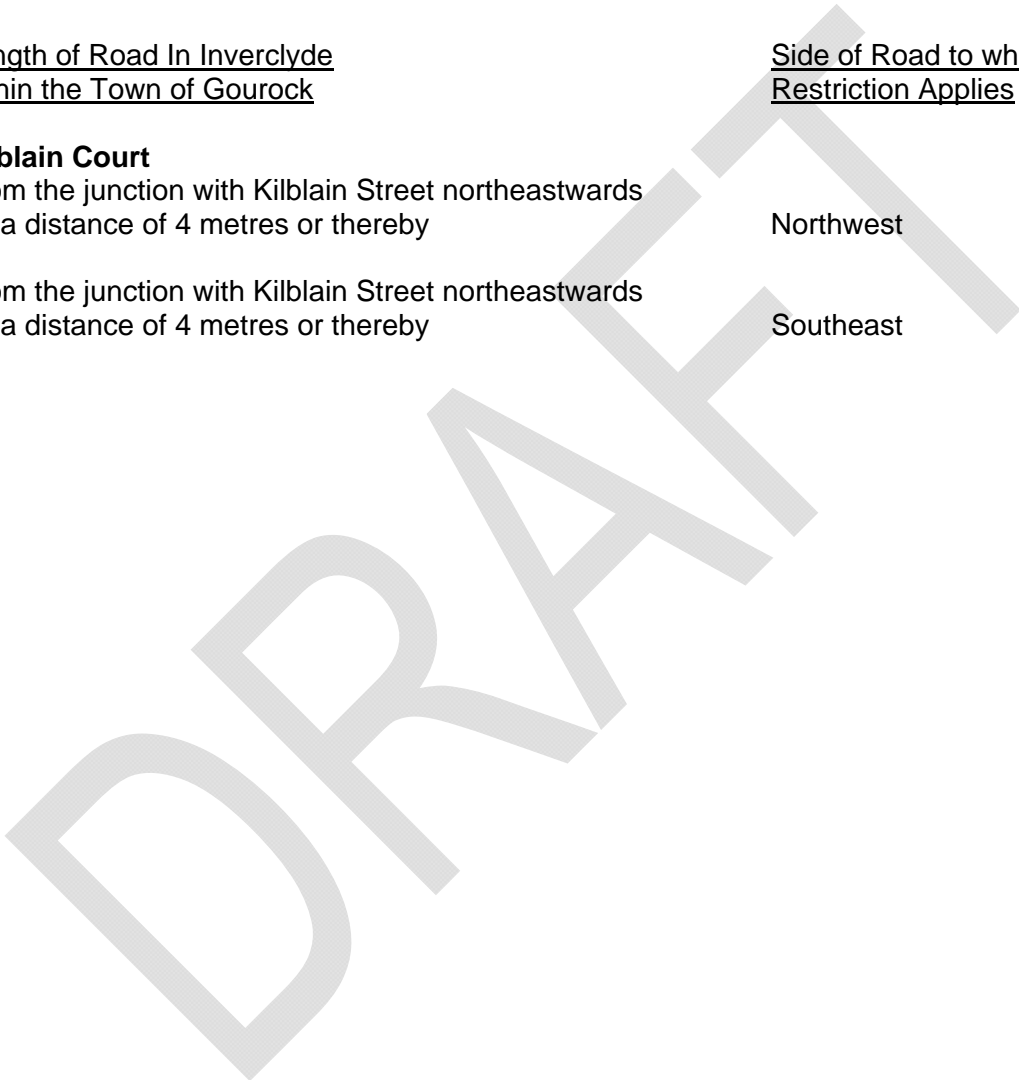 ngth of Road In Inverclyde Side of Road to wh
hin the Town of Gourock Restriction Applies
blain Court
om the junction with Kilblain Street northeastwards
a distance of 4 metres or thereby Northwest
om the junction with Kilblain Street northeastwards
a distance of 4 metres or thereby Southeast
DRAFT